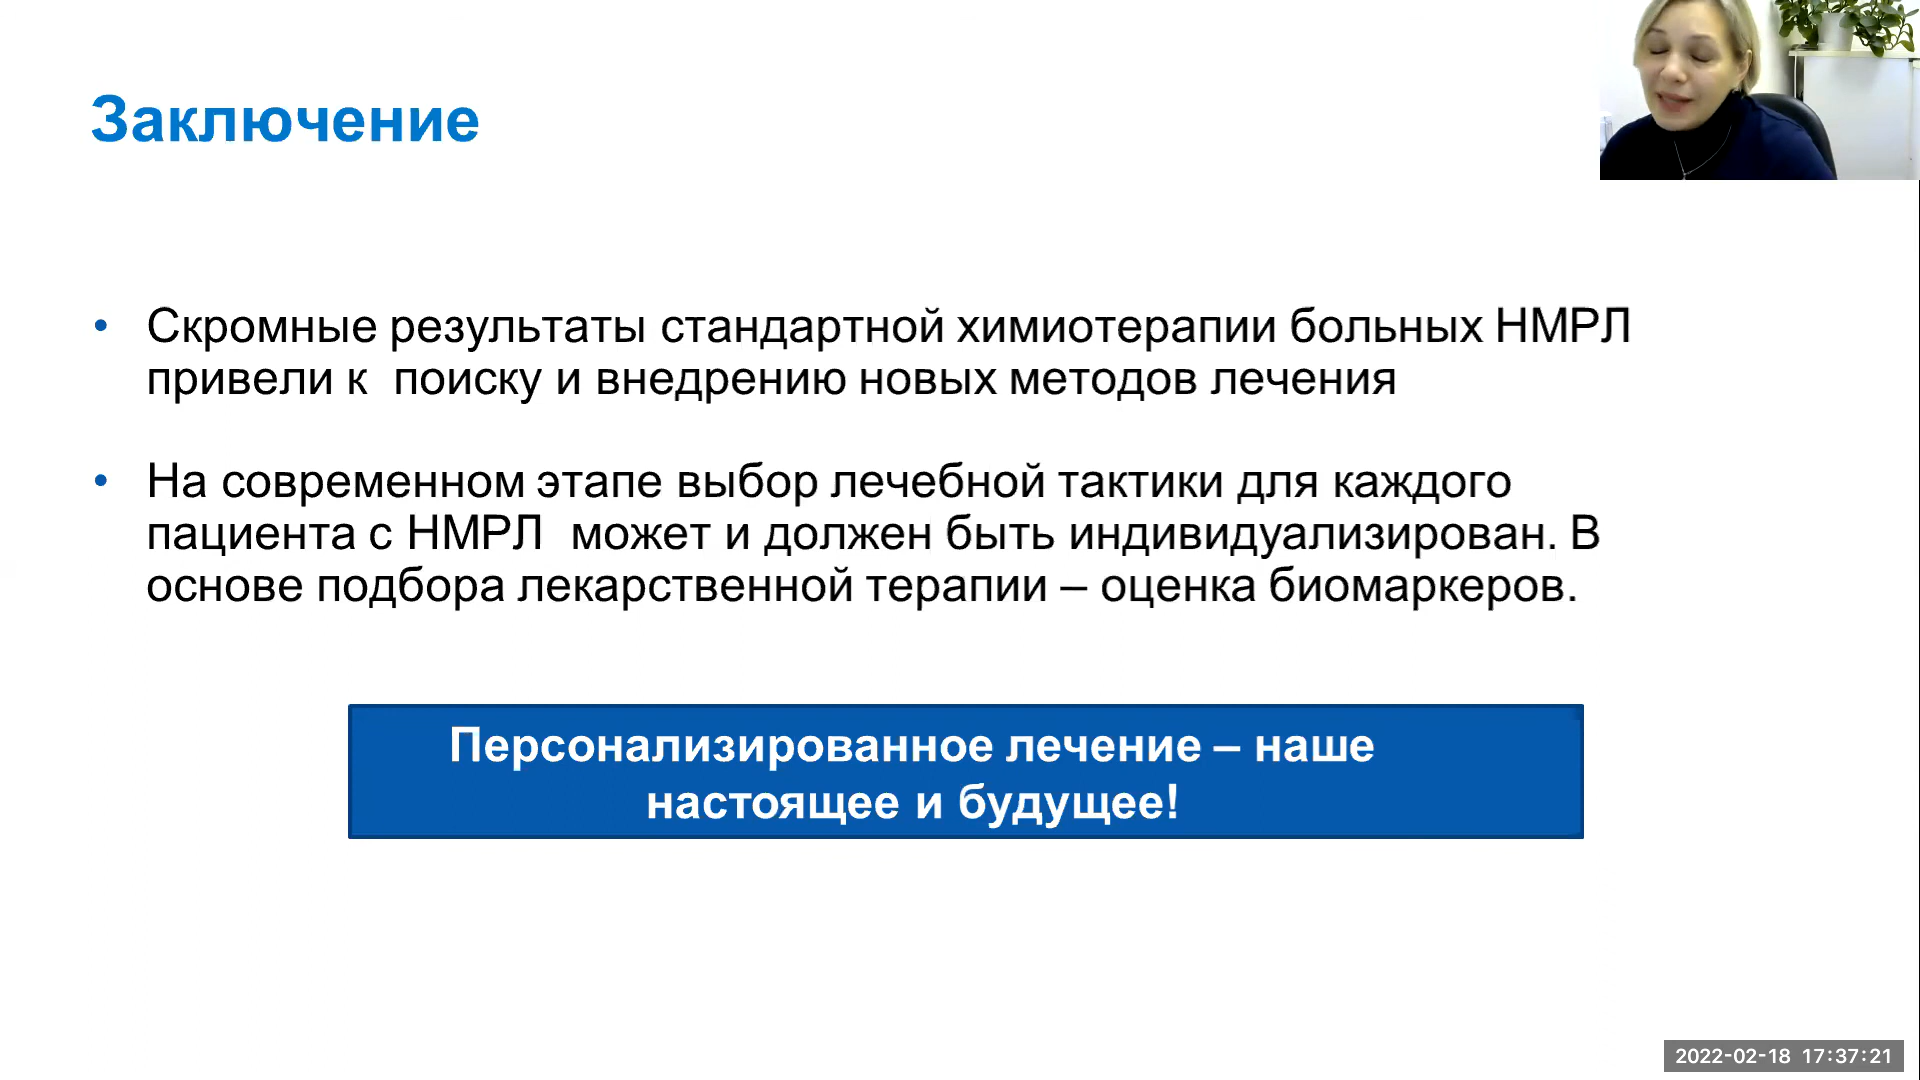 Заключение
• Скромные результаты стандартной химиотерапии больных НМРЛ
привели к поиску и внедрению новых методов лечения
• На современном этапе выбор лечебной тактики для каждого
пациента с НМРЛ может и должен быть индивидуализирован. В
основе подбора лекарственной терапии – оценка биомаркеров.
Персонализированное лечение – наше
настоящее и будущее!
2022-02-18 17:37:21